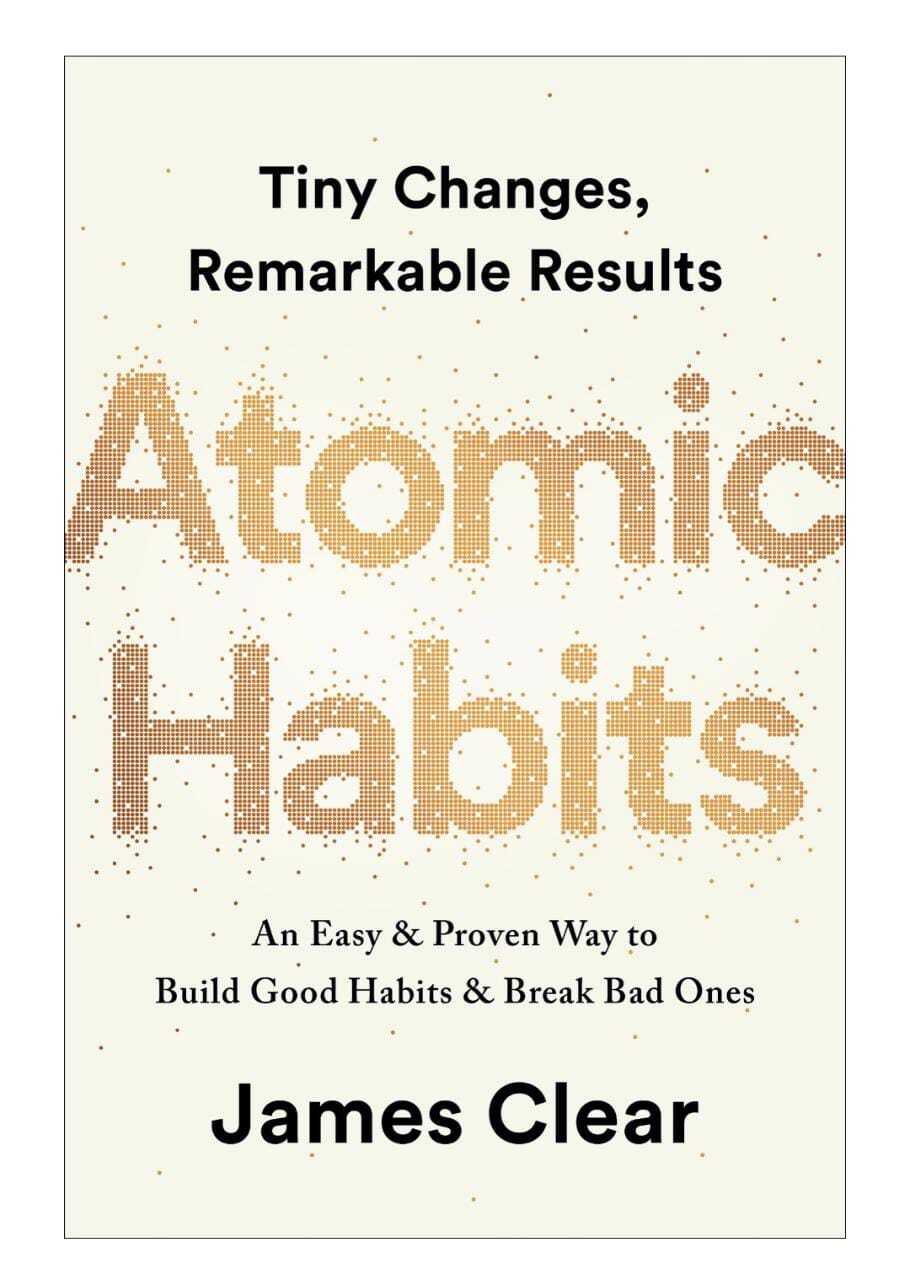 Tiny Changes,
Remarkable Results
Atomic
Habits
An Easy & Proven Way to
Build Good Habits & Break Bad Ones
James Clear